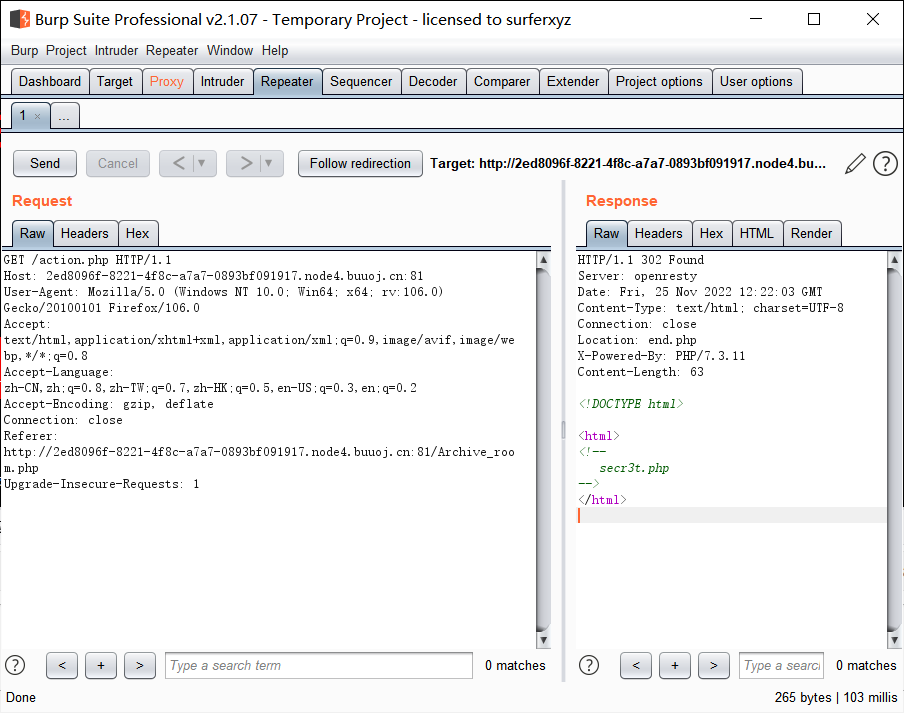 Burp Suite Professional v2.1.07 - Temporary Project - licensed to surferxyz
Burp Project Intruder Repeater Window Help
Dashboard Target Proxy Intruder Repeater Sequencer Decoder Comparer Extender Project options User options
1 × ...
Send Cancel < > Follow redirection Target: http://2ed8096f-8221-4f8c-a7a7-0893bf091917.node4.bu... ?
Request
Raw Headers Hex
GET /action.php HTTP/1.1
Host: 2ed8096f-8221-4f8c-a7a7-0893bf091917.node4.buuoj.cn:81
User-Agent: Mozilla/5.0 (Windows NT 10.0; Win64; x64; rv:106.0)
Gecko/20100101 Firefox/106.0
Accept:
text/html,application/xhtml+xml,application/xml;q=0.9,image/avif,image/we
bp,*/*;q=0.8
Accept-Language:
zh-CN,zh;q=0.8,zh-TW;q=0.7,zh-HK;q=0.5,en-US;q=0.3,en;q=0.2
Accept-Encoding: gzip, deflate
Connection: close
Referer:
http://2ed8096f-8221-4f8c-a7a7-0893bf091917.node4.buuoj.cn:81/Archive_roo
m.php
Upgrade-Insecure-Requests: 1
? < + > Type a search term 0 matches
Response
Raw Headers Hex HTML Render
HTTP/1.1 302 Found
Server: openresty
Date: Fri, 25 Nov 2022 12:22:03 GMT
Content-Type: text/html; charset=UTF-8
Connection: close
Location: end.php
X-Powered-By: PHP/7.3.11
Content-Length: 63
<!DOCTYPE html>
<html>
<!--
secr3t.php
-->
</html>
? < + > Type a searc 0 matches
Done
265 bytes | 103 millis